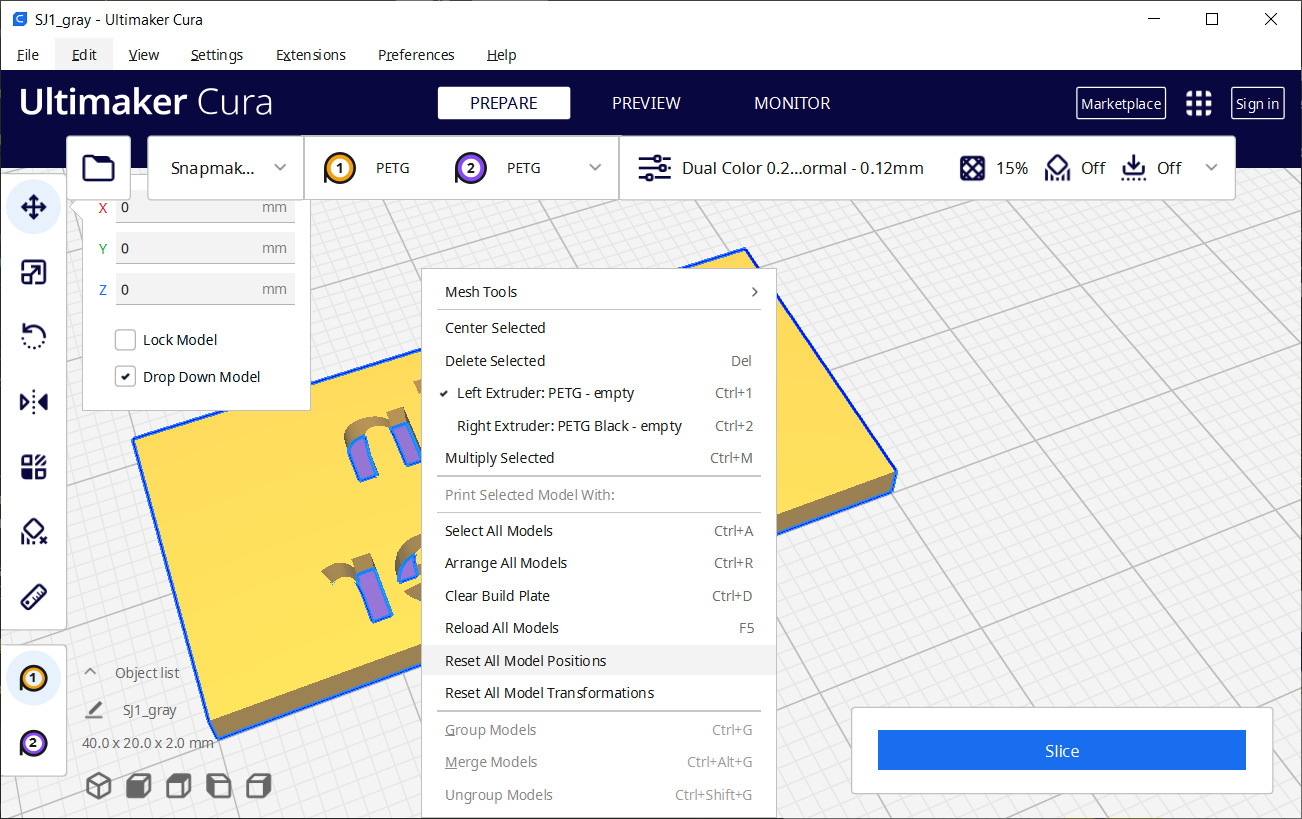 SJ1_gray - Ultimaker Cura
File Edit View Settings Extensions Preferences Help
Ultimaker Cura PREPARE PREVIEW MONITOR Marketplace Sign in
Snapmak... 1 PETG 2 PETG Dual Color 0.2...ormal - 0.12mm 15% Off Off
X 0 mm
Y 0 mm
Z 0 mm
Lock Model
Drop Down Model
Mesh Tools
Center Selected
Delete Selected Del
Left Extruder: PETG - empty Ctrl+1
Right Extruder: PETG Black - empty Ctrl+2
Multiply Selected Ctrl+M
Print Selected Model With:
Select All Models Ctrl+A
Arrange All Models Ctrl+R
Clear Build Plate Ctrl+D
Reload All Models F5
Reset All Model Positions
Reset All Model Transformations
Group Models Ctrl+G
Merge Models Ctrl+Alt+G
Ungroup Models Ctrl+Shift+G
1
2
Object list
SJ1_gray
40.0 x 20.0 x 2.0 mm
Slice